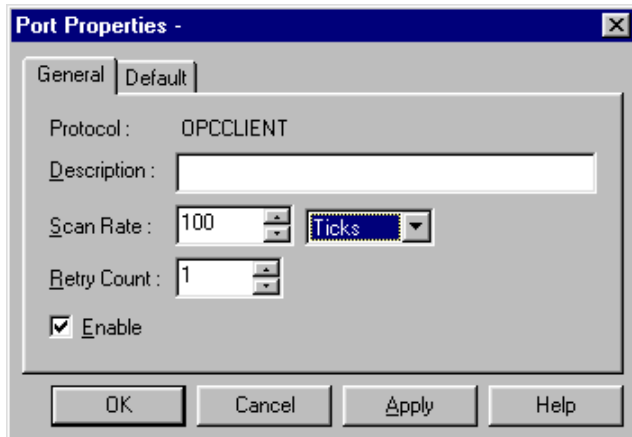 Port Properties -
General Default
Protocol : OPCCLIENT
Description :
Scan Rate : 100 Ticks
Retry Count : 1
Enable
OK Cancel Apply Help